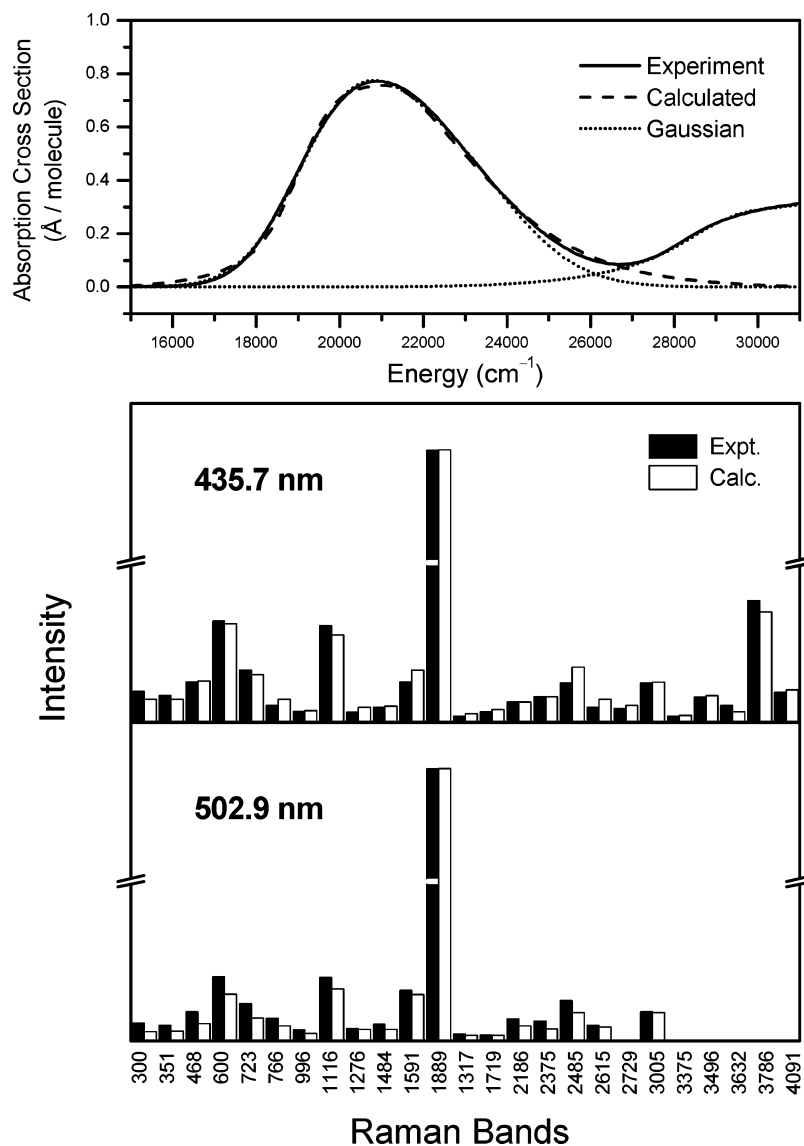 1.0
0.8
0.6
0.4
0.2
0.0
Absorption Cross Section
(Å / molecule)
Experiment
Calculated
Gaussian
16000 18000 20000 22000 24000 26000 28000 30000
Energy (cm⁻¹)
Intensity
435.7 nm
Expt.
Calc.
502.9 nm
300 351 468 600 723 766 996 1116 1276 1484 1591 1889 1317 1719 2186 2375 2485 2615 2729 3005 3375 3496 3632 3786 4091
Raman Bands